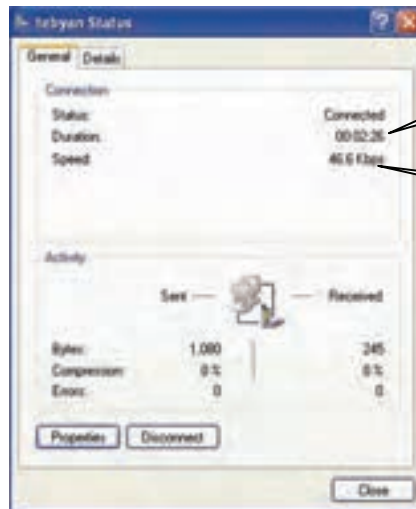 tebyan Status
General Details
Connection
Status: Connected
Duration: 00:02:26
Speed: 46.6 Kbps
Activity
Sent Received
Bytes: 1,080 245
Compression: 0 % 0 %
Errors: 0 0
Properties Disconnect
Close